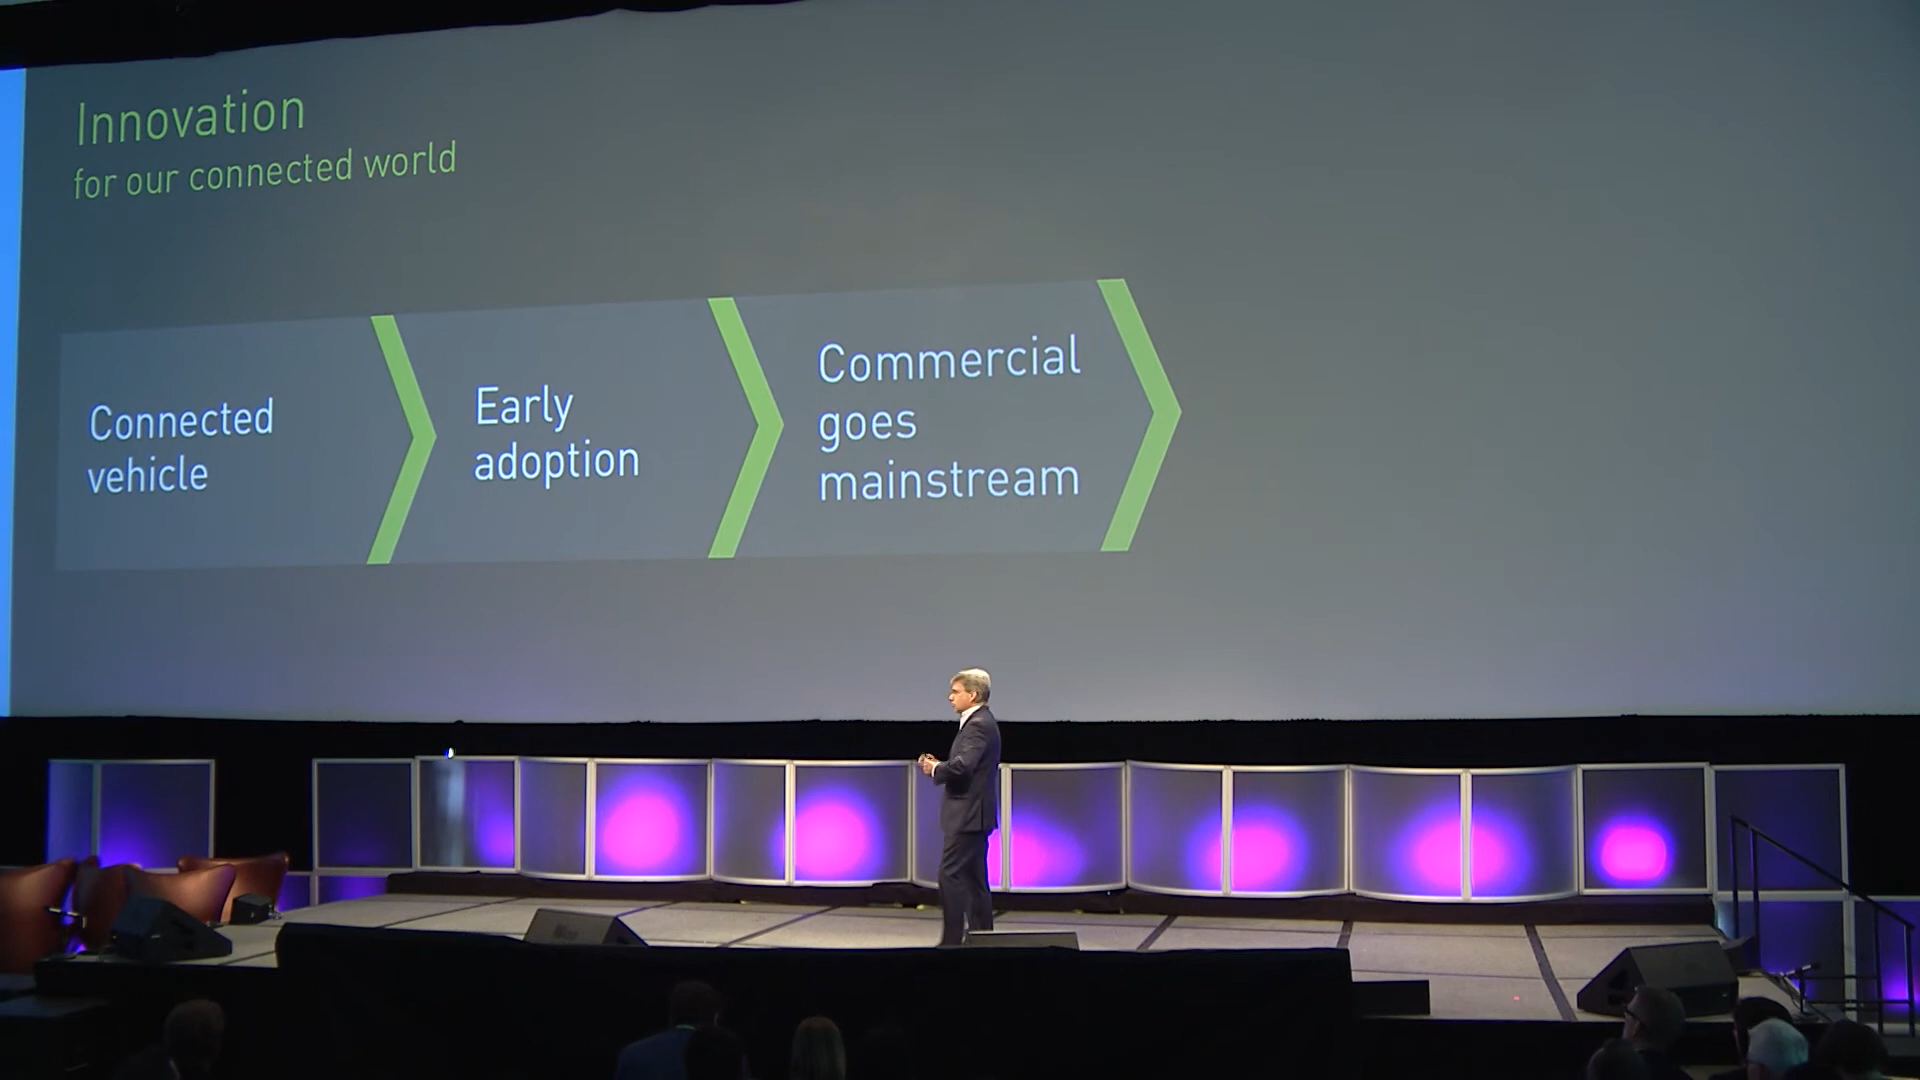 Innovation
for our connected world
Connected
vehicle
Early
adoption
Commercial
goes
mainstream